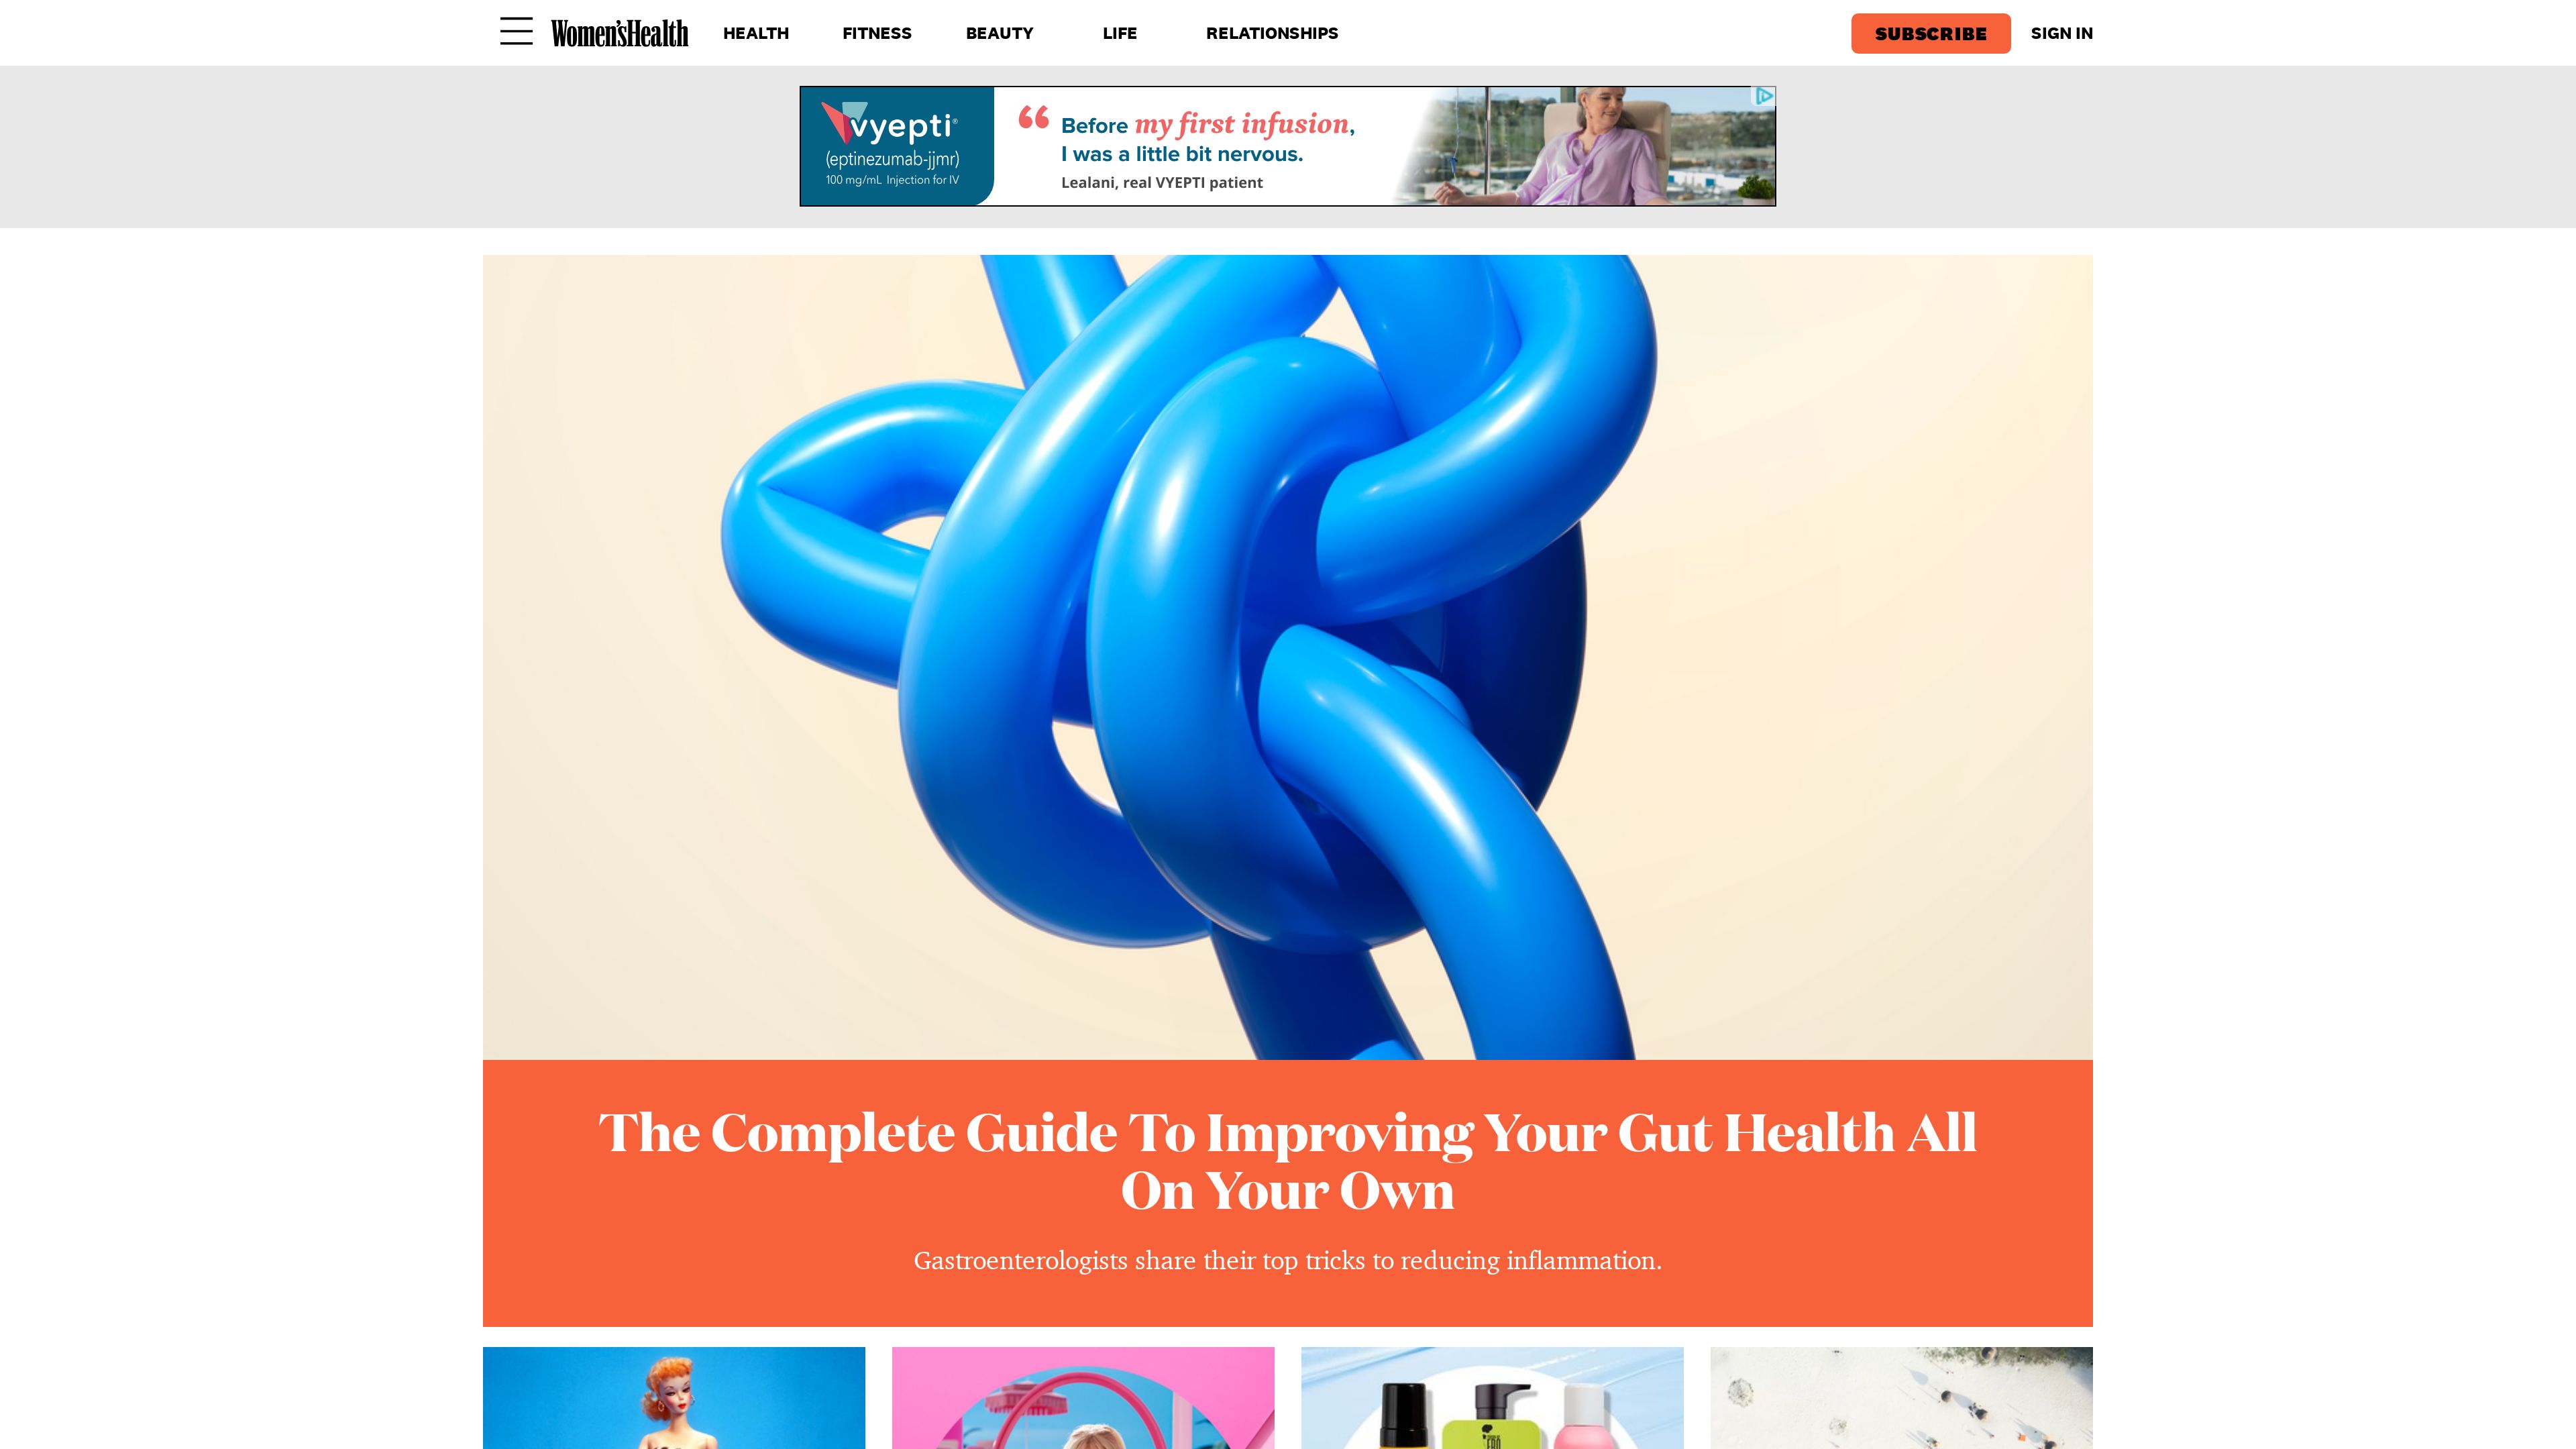 Women'sHealth HEALTH FITNESS BEAUTY LIFE RELATIONSHIPS SUBSCRIBE SIGN IN
vyepti®
(eptinezumab-jjmr)
100 mg/mL Injection for IV
“ Before my first infusion,
I was a little bit nervous.
Lealani, real VYEPTI patient
The Complete Guide To Improving Your Gut Health All
On Your Own
Gastroenterologists share their top tricks to reducing inflammation.